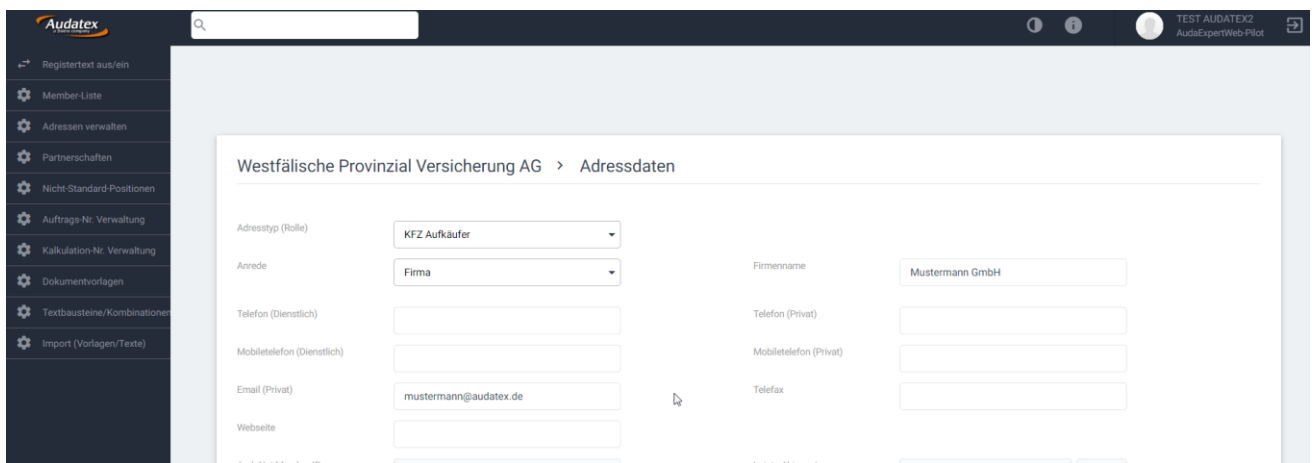 Audatex
TEST AUDATEX2
AudaExpertWeb-Pilot
Registertext aus/ein
Member-Liste
Adressen verwalten
Partnerschaften
Nicht-Standard-Positionen
Auftrags-Nr. Verwaltung
Kalkulation-Nr. Verwaltung
Dokumentvorlagen
Textbausteine/Kombinationen
Import (Vorlagen/Texte)
Westfälische Provinzial Versicherung AG > Adressdaten
Adresstyp (Rolle) KFZ Aufkäufer
Anrede Firma Firmenname Mustermann GmbH
Telefon (Dienstlich) Telefon (Privat)
Mobiletelefon (Dienstlich) Mobiletelefon (Privat)
Email (Privat) mustermann@audatex.de Telefax
Webseite